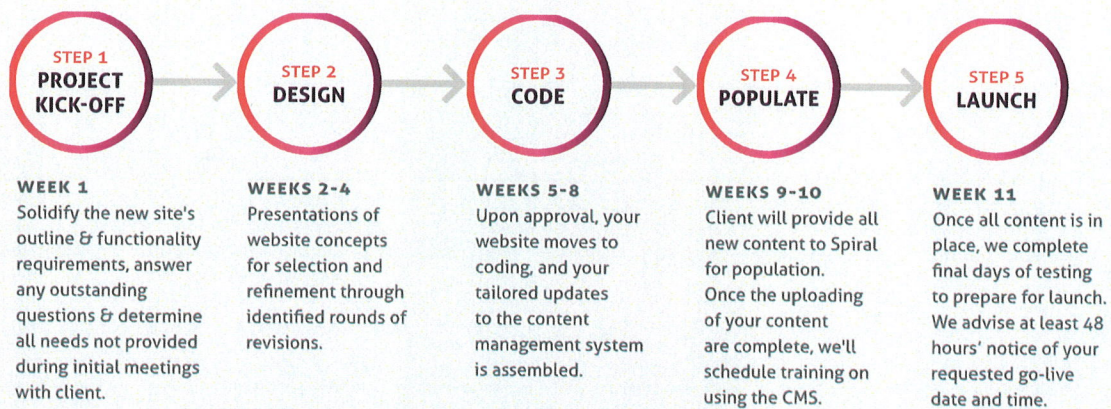 STEP 1
PROJECT
KICK-OFF
STEP 2
DESIGN
STEP 3
CODE
STEP 4
POPULATE
STEP 5
LAUNCH
WEEK 1
Solidify the new site's
outline & functionality
requirements, answer
any outstanding
questions & determine
all needs not provided
during initial meetings
with client.
WEEKS 2-4
Presentations of
website concepts
for selection and
refinement through
identified rounds of
revisions.
WEEKS 5-8
Upon approval, your
website moves to
coding, and your
tailored updates
to the content
management system
is assembled.
WEEKS 9-10
Client will provide all
new content to Spiral
for population.
Once the uploading
of your content
are complete, we'll
schedule training on
using the CMS.
WEEK 11
Once all content is in
place, we complete
final days of testing
to prepare for launch.
We advise at least 48
hours' notice of your
requested go-live
date and time.